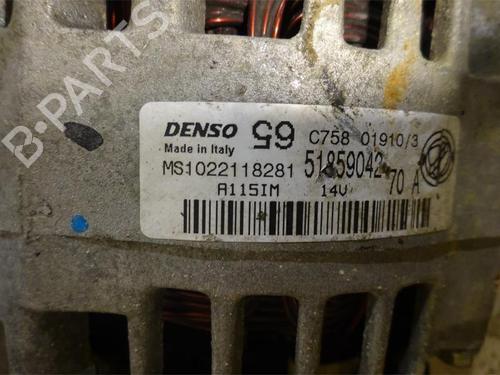 B-PARTS
DENSO 65 C758 01910/3
Made in Italy
MS1022118281 51859042 70 A
A115IM 14V